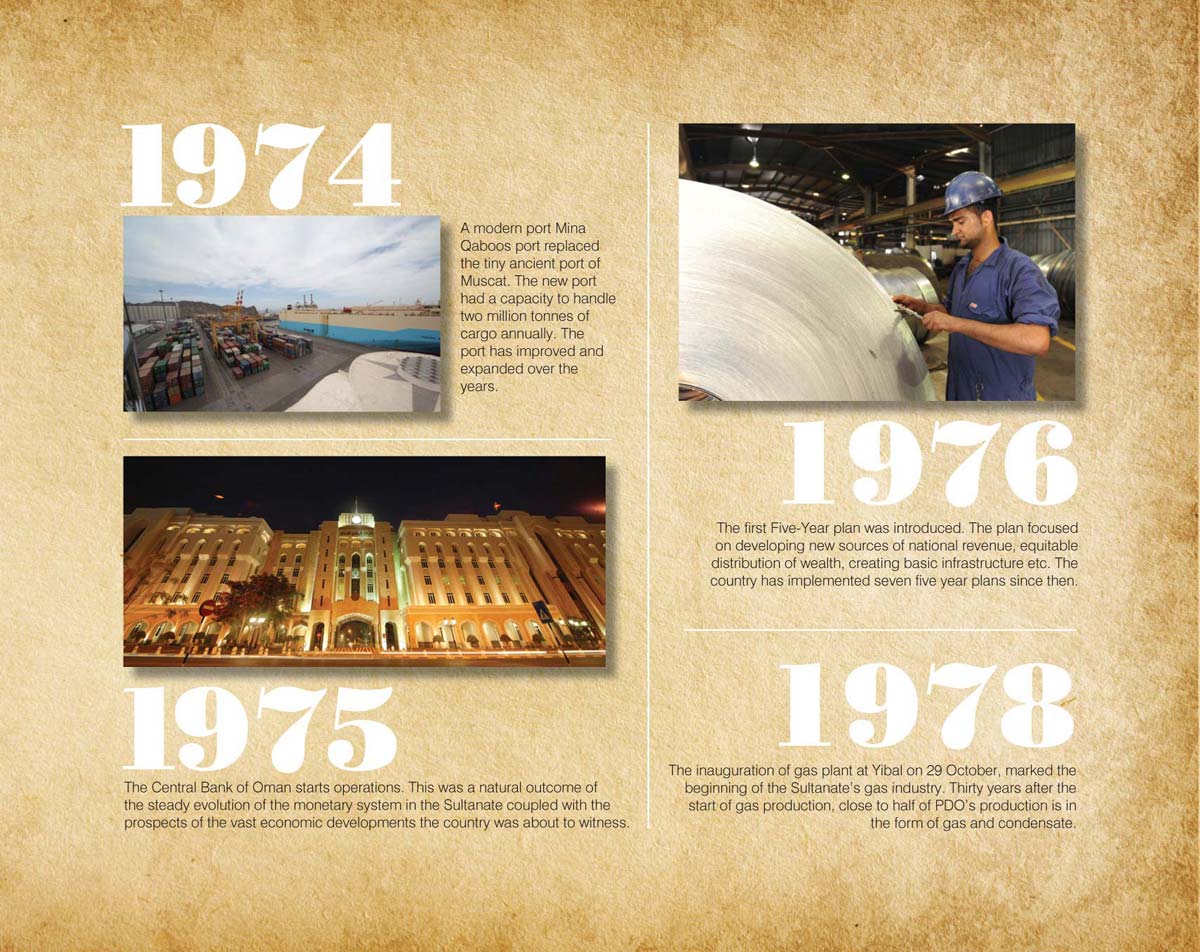 1974
A modern port Mina
Qaboos port replaced
the tiny ancient port of
Muscat. The new port
had a capacity to handle
two million tonnes of
cargo annually. The
port has improved and
expanded over the
years.
1975
The Central Bank of Oman starts operations. This was a natural outcome of
the steady evolution of the monetary system in the Sultanate coupled with the
prospects of the vast economic developments the country was about to witness.
1976
The first Five-Year plan was introduced. The plan focused
on developing new sources of national revenue, equitable
distribution of wealth, creating basic infrastructure etc. The
country has implemented seven five year plans since then.
1978
The inauguration of gas plant at Yibal on 29 October, marked the
beginning of the Sultanate's gas industry. Thirty years after the
start of gas production, close to half of PDO's production is in
the form of gas and condensate.